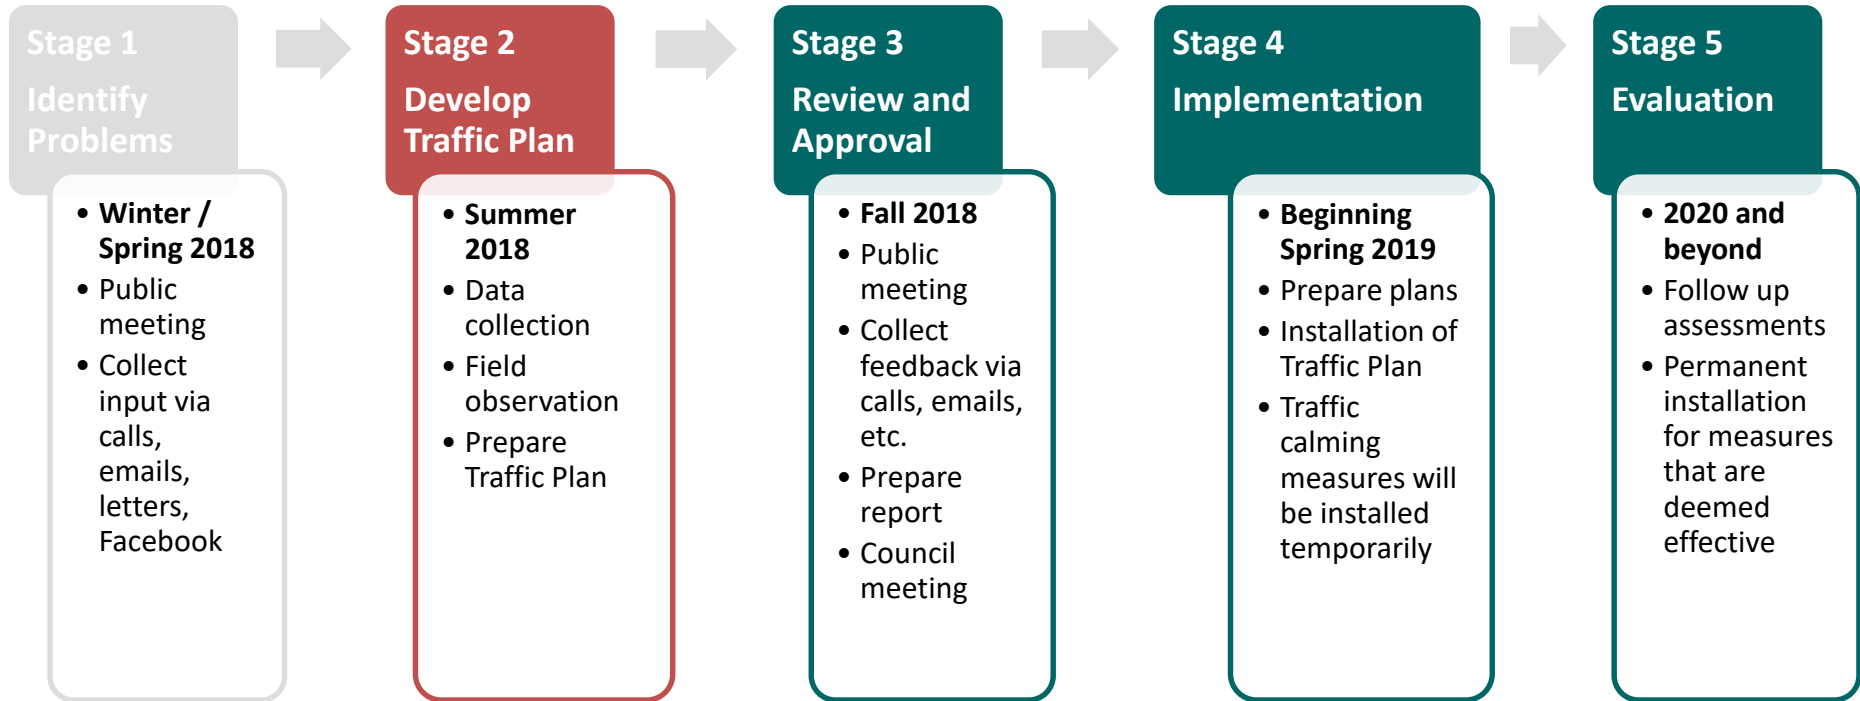 Stage 1
Identify
Problems
• Winter /
Spring 2018
• Public
meeting
• Collect
input via
calls,
emails,
letters,
Facebook
Stage 2
Develop
Traffic Plan
• Summer
2018
• Data
collection
• Field
observation
• Prepare
Traffic Plan
Stage 3
Review and
Approval
• Fall 2018
• Public
meeting
• Collect
feedback via
calls, emails,
etc.
• Prepare
report
• Council
meeting
Stage 4
Implementation
• Beginning
Spring 2019
• Prepare plans
• Installation of
Traffic Plan
• Traffic
calming
measures will
be installed
temporarily
Stage 5
Evaluation
• 2020 and
beyond
• Follow up
assessments
• Permanent
installation
for measures
that are
deemed
effective